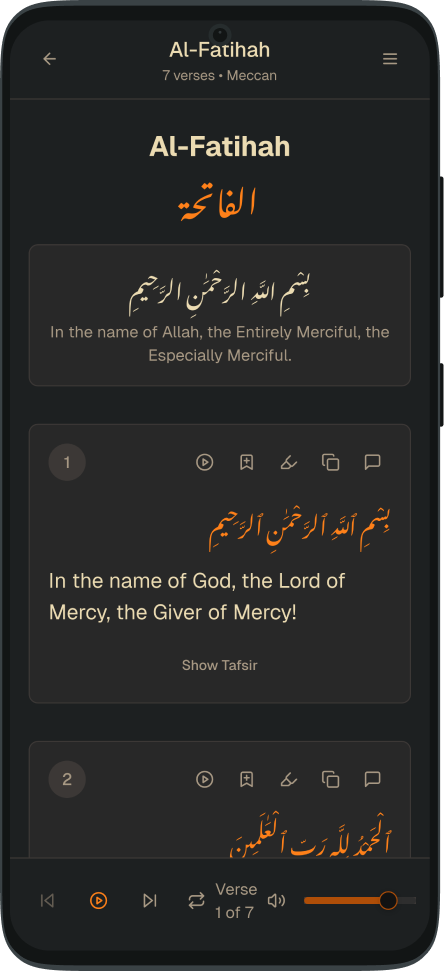 Al-Fatihah
7 verses • Meccan
Al-Fatihah
الفاتحة
بِسْمِ اللَّهِ الرَّحْمَٰنِ الرَّحِيمِ
In the name of Allah, the Entirely Merciful, the
Especially Merciful.
1
بِسْمِ ٱللَّهِ ٱلرَّحْمَٰنِ ٱلرَّحِيمِ
In the name of God, the Lord of
Mercy, the Giver of Mercy!
Show Tafsir
2
ٱلْحَمْدُ لِلَّهِ رَبِّ ٱلْعَٰلَمِينَ
Verse
1 of 7